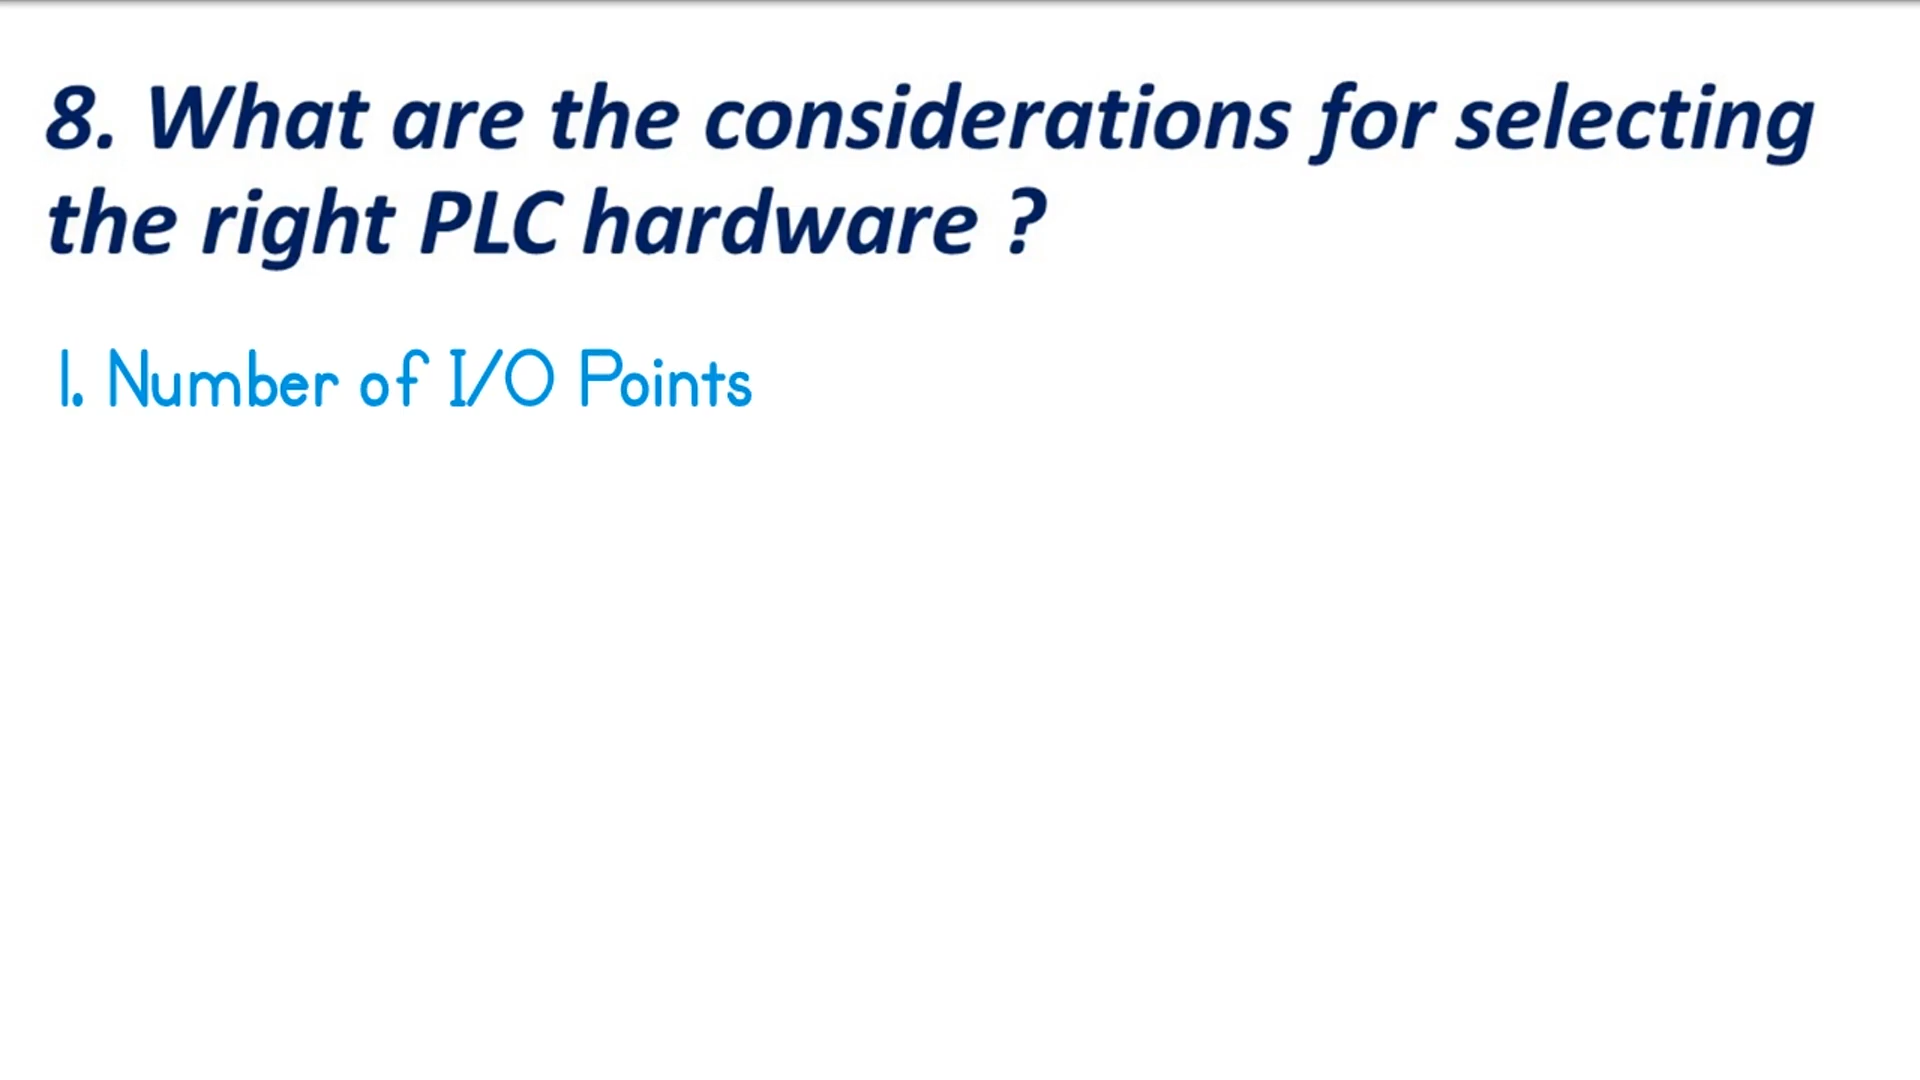 8. What are the considerations for selecting
the right PLC hardware ?
1. Number of I/O Points